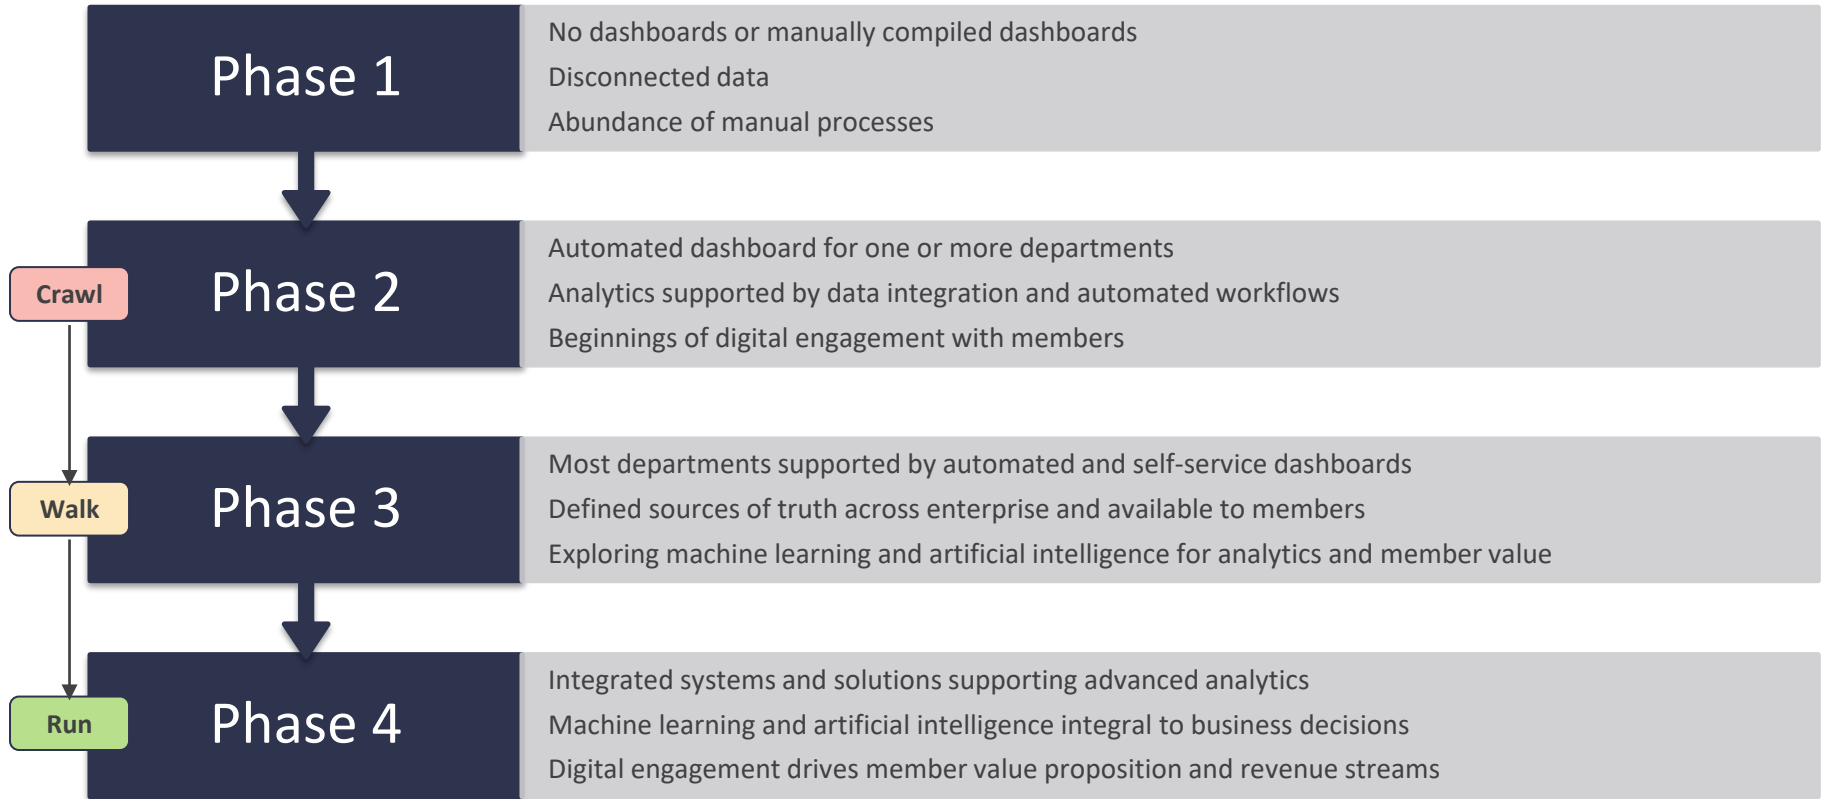 Phase 1
No dashboards or manually compiled dashboards
Disconnected data
Abundance of manual processes
Crawl
Phase 2
Automated dashboard for one or more departments
Analytics supported by data integration and automated workflows
Beginnings of digital engagement with members
Walk
Phase 3
Most departments supported by automated and self-service dashboards
Defined sources of truth across enterprise and available to members
Exploring machine learning and artificial intelligence for analytics and member value
Run
Phase 4
Integrated systems and solutions supporting advanced analytics
Machine learning and artificial intelligence integral to business decisions
Digital engagement drives member value proposition and revenue streams